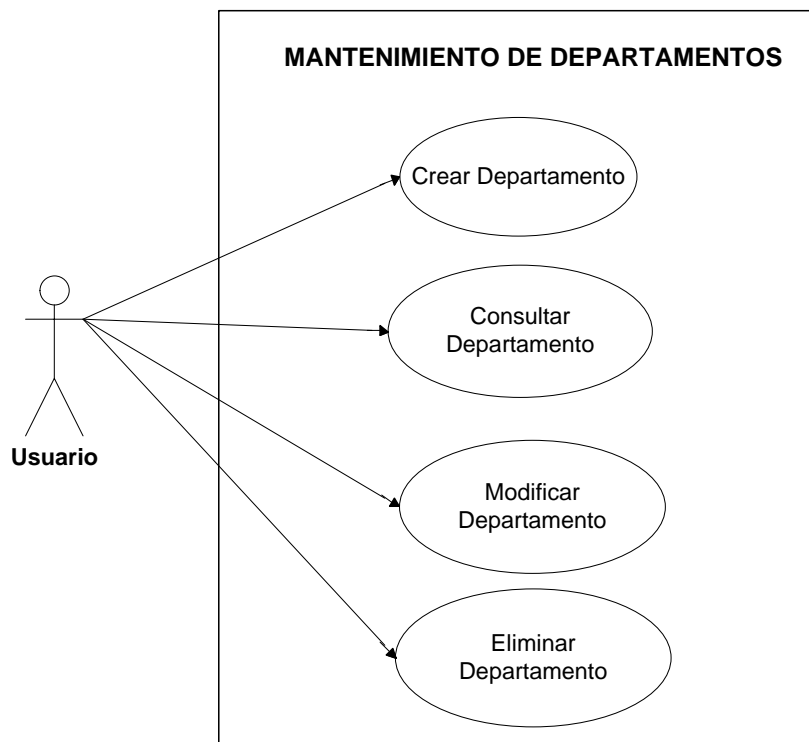 MANTENIMIENTO DE DEPARTAMENTOS
Crear Departamento
Consultar
Departamento
Usuario
Modificar
Departamento
Eliminar
Departamento